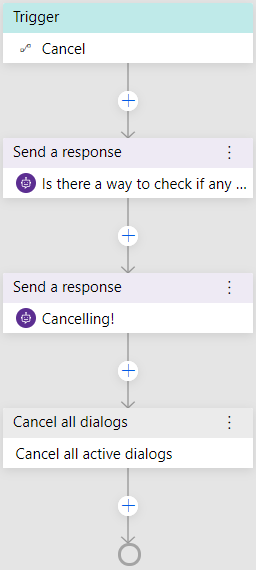 Trigger
Cancel
Send a response
Is there a way to check if any ...
Send a response
Cancelling!
Cancel all dialogs
Cancel all active dialogs